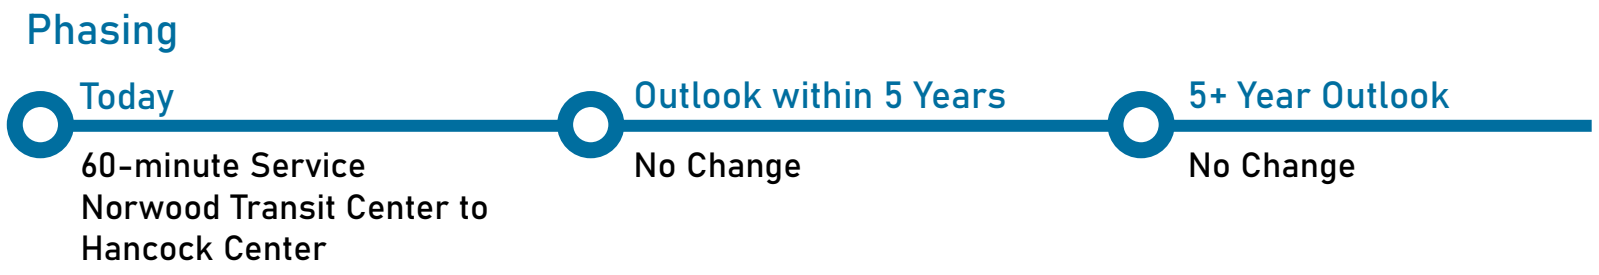 Phasing
Today
60-minute Service
Norwood Transit Center to
Hancock Center
Outlook within 5 Years
No Change
5+ Year Outlook
No Change